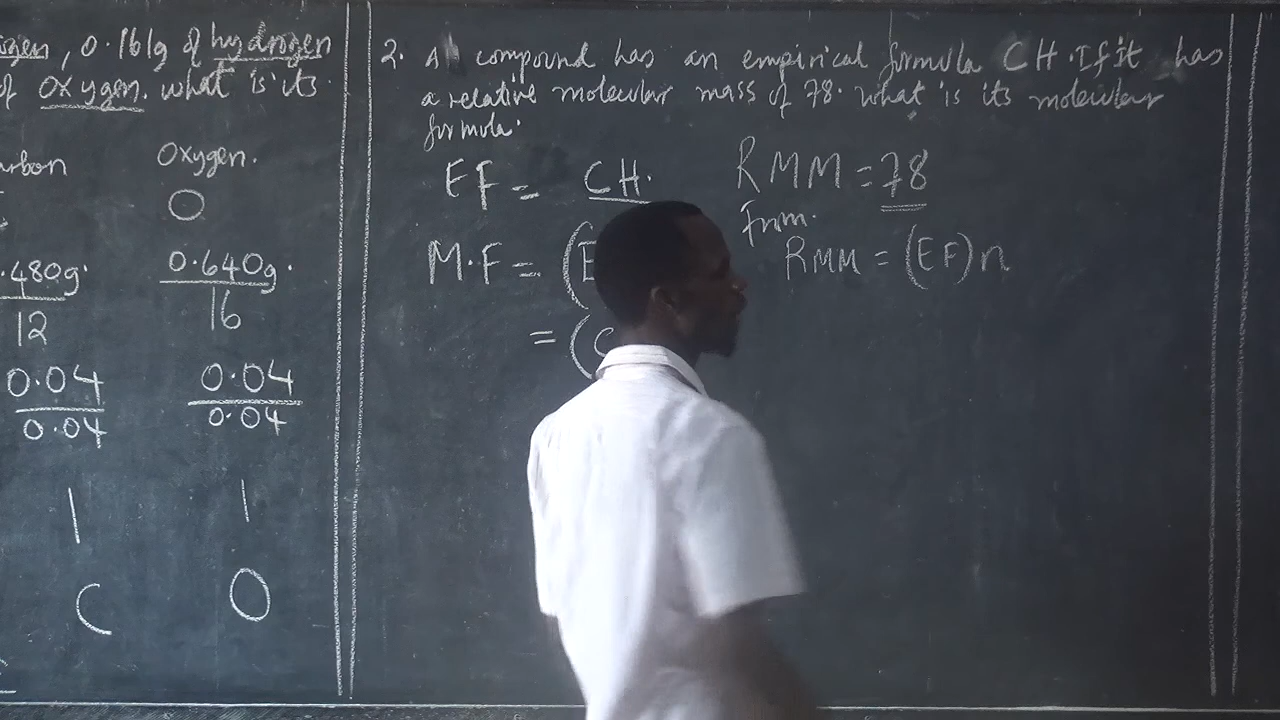 0.161g of hydrogen
of oxygen. what is its
oxygen.
O
.480g.
0.640g.
12
16
0.04
0.04
0.04
0.04
1
1
C
O
2. A compound has an empirical formula CH. If it has
a relative molecular mass of 78. what is its molecular
formula.
EF = CH.
RMM = 78
From.
M.F = (E
RMM = (EF)n
= (C